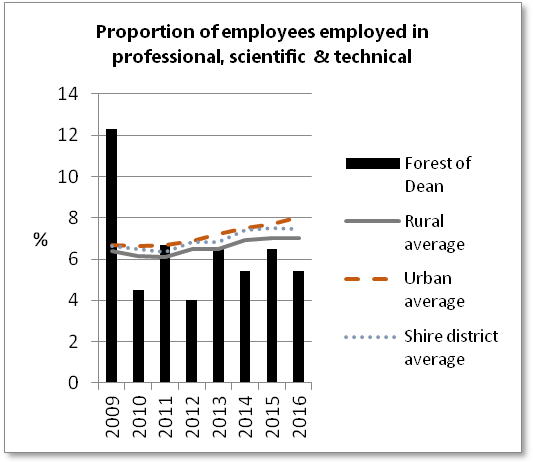 Proportion of employees employed in
professional, scientific & technical
14
12
10
8
6
4
2
0
%
2009
2010
2011
2012
2013
2014
2015
2016
Forest of
Dean
Rural
average
Urban
average
Shire district
average